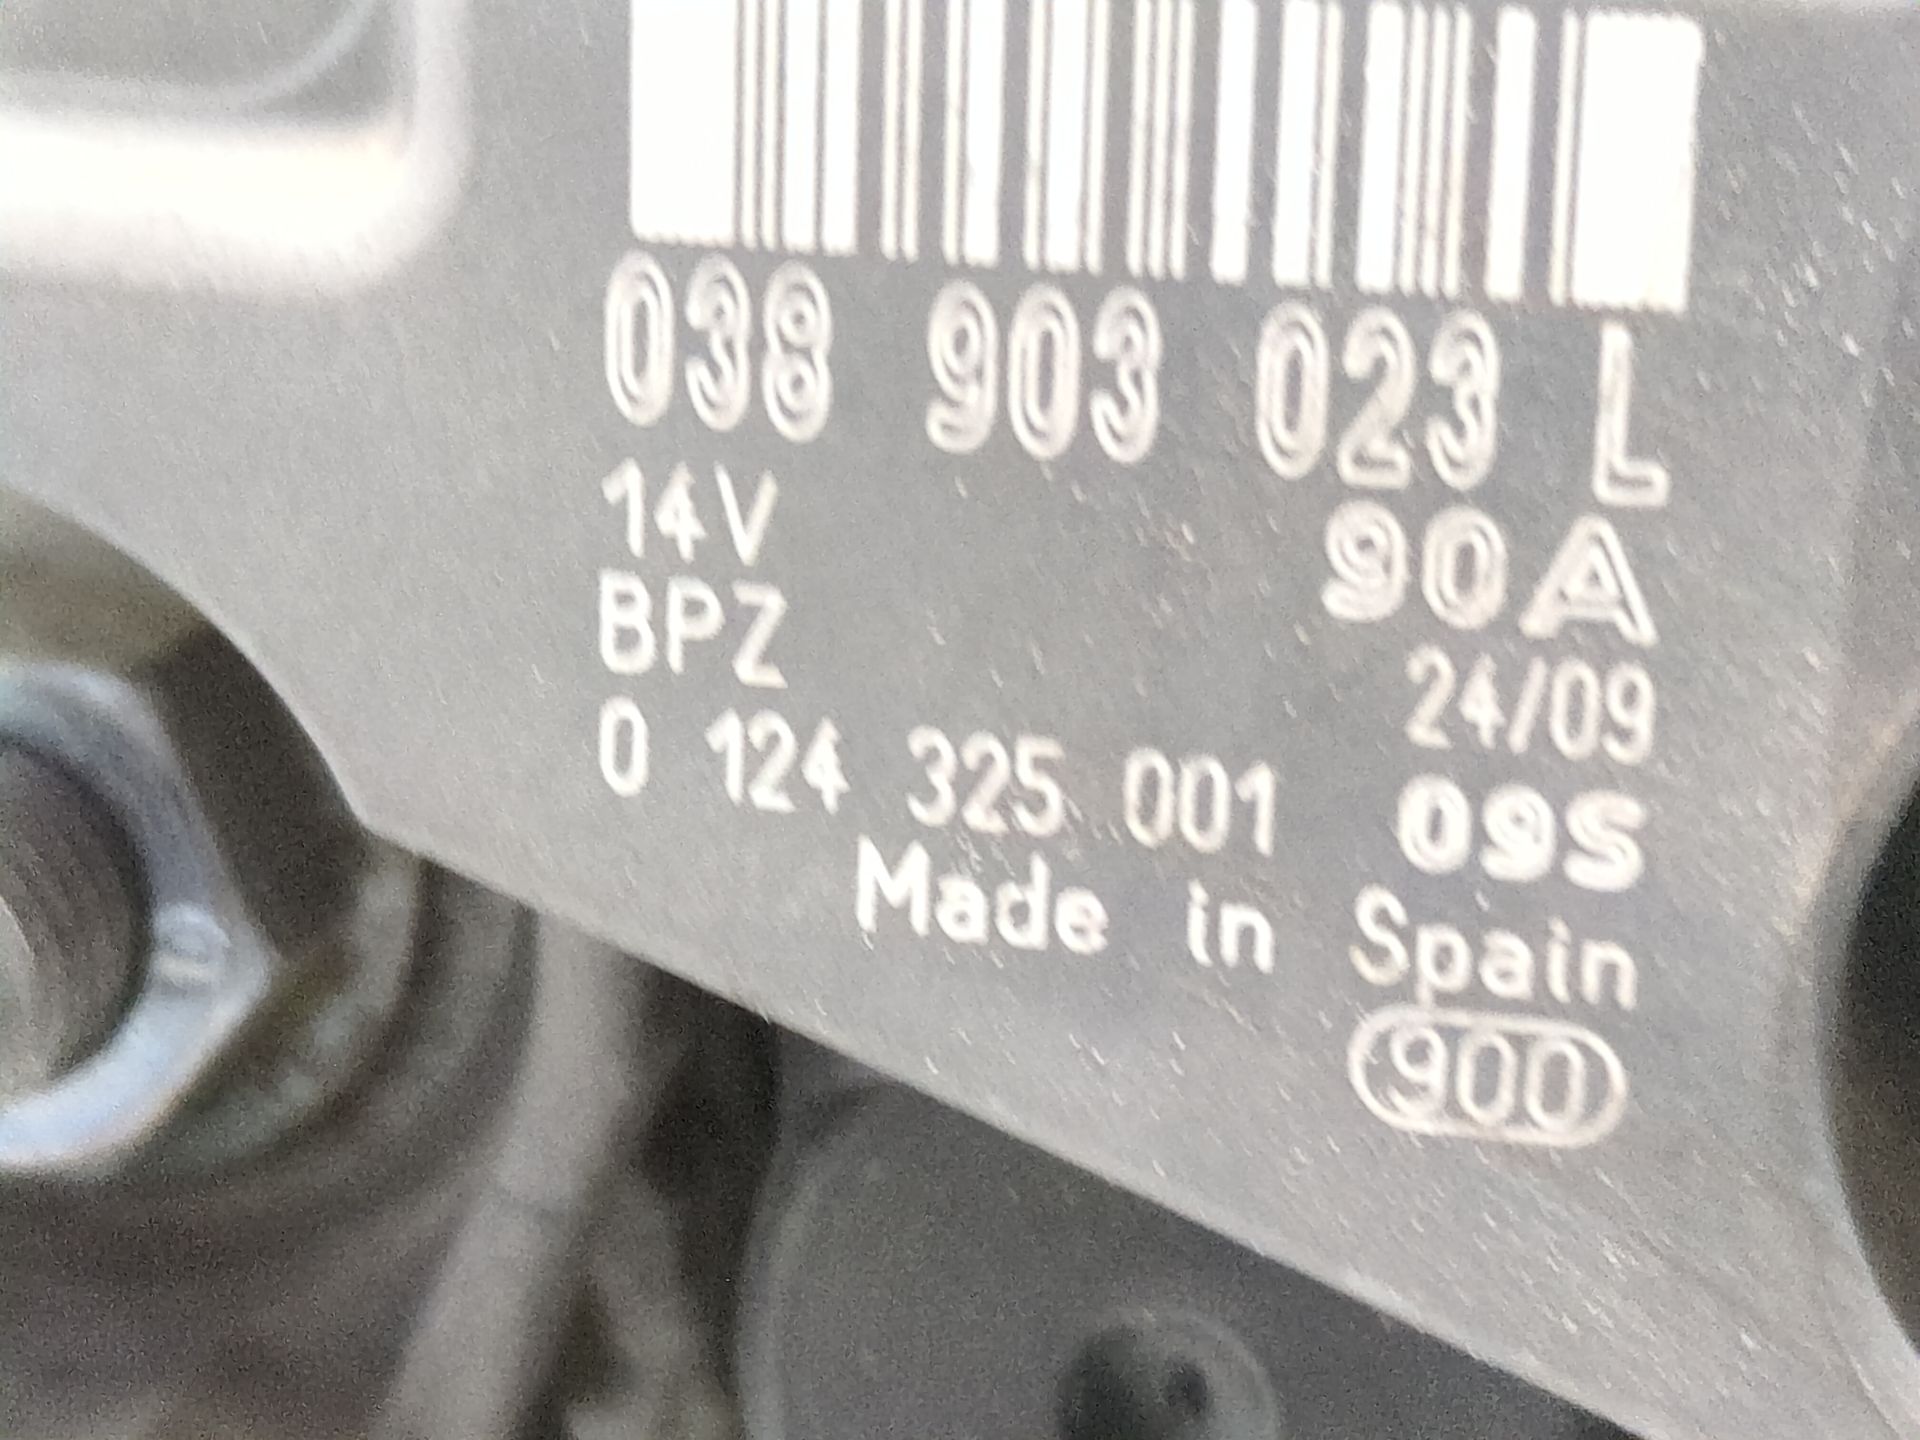 038 903 023 L
14V 90A
BPZ 24/09
0 124 325 001 09S
Made in Spain
900